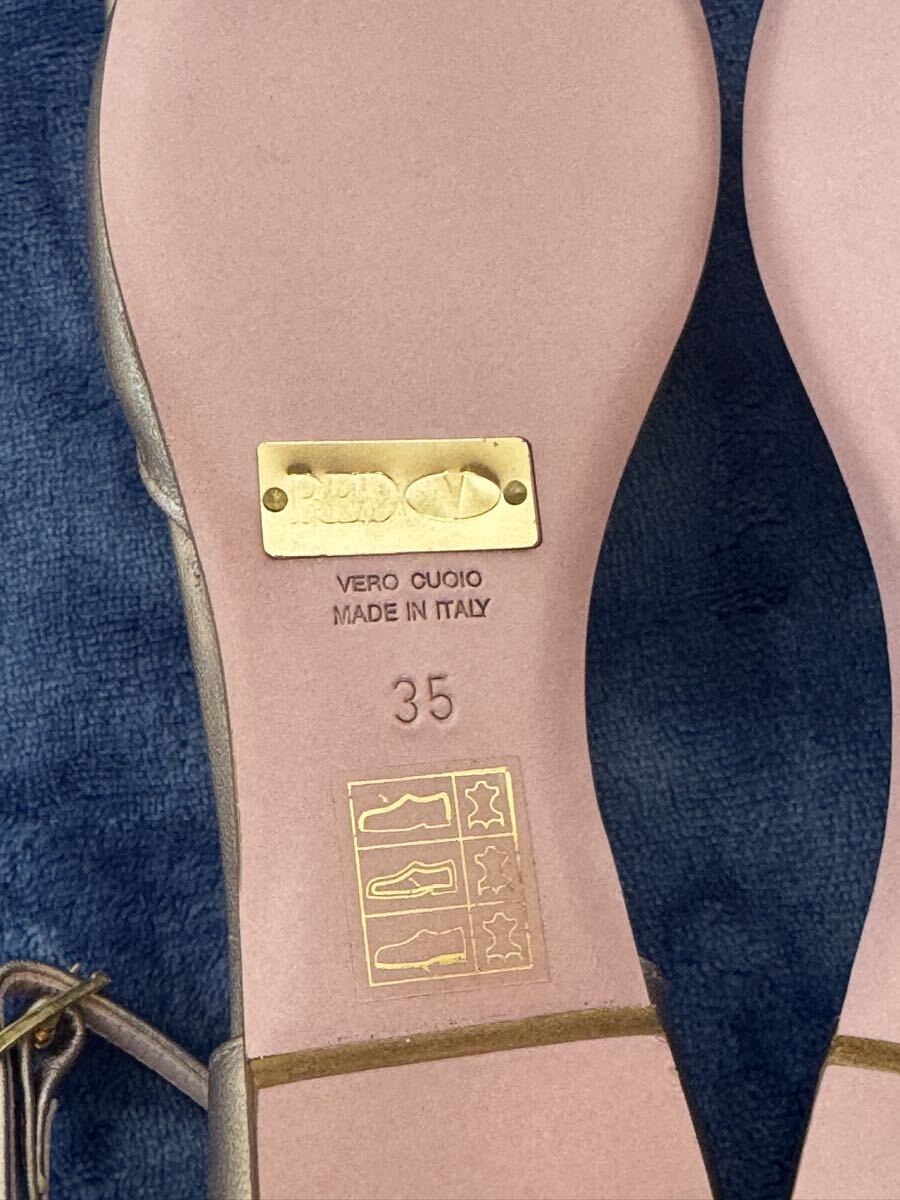 V
VERO CUOIO
MADE IN ITALY
35